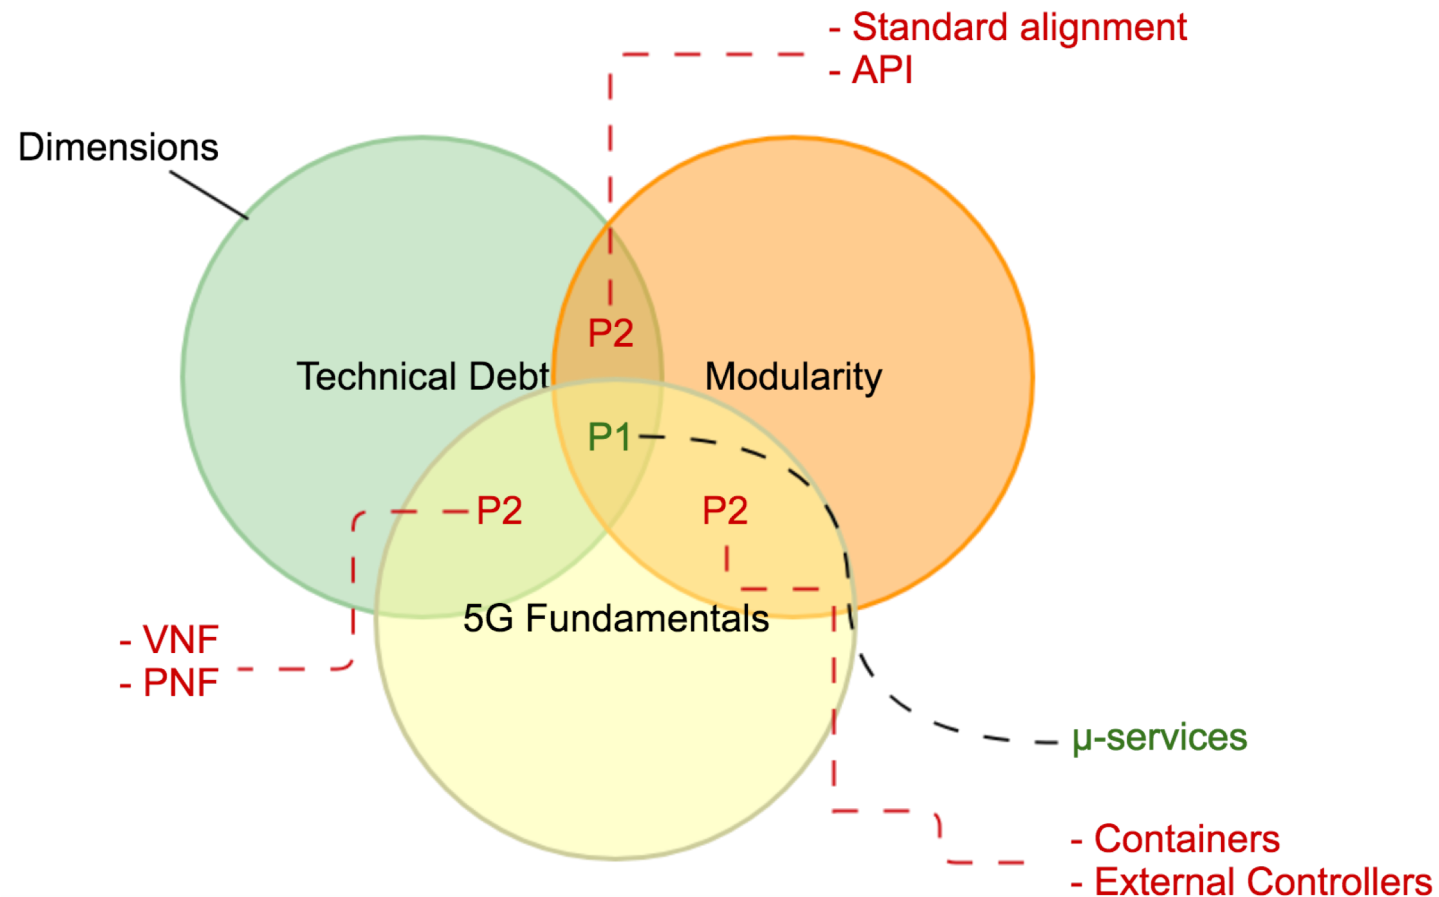 - Standard alignment
- API
Dimensions
P2
Technical Debt
Modularity
P1
P2
P2
5G Fundamentals
- VNF
- PNF
µ-services
- Containers
- External Controllers